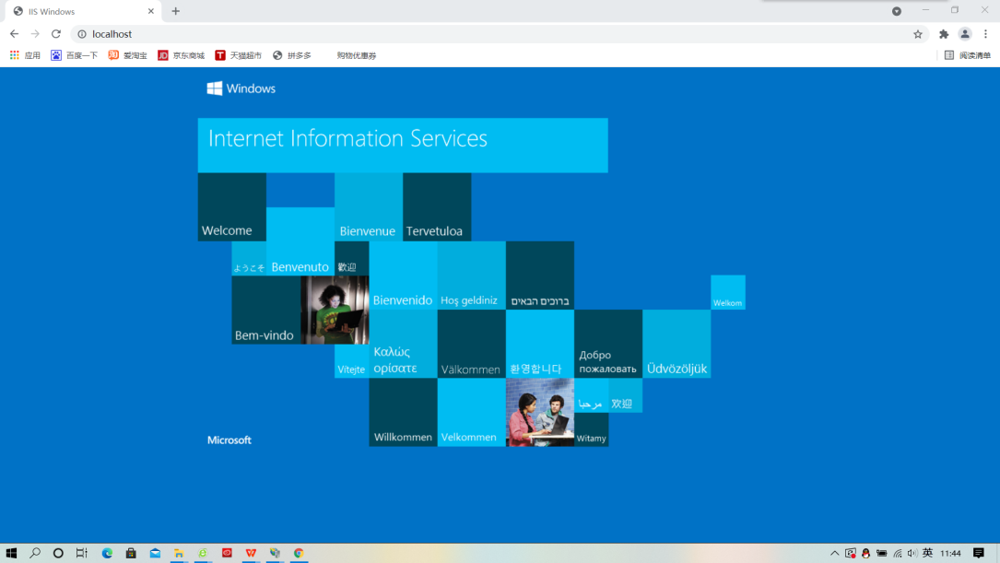 IIS Windows
localhost
应用
百度一下
爱淘宝
JD
京东商城
T
天猫超市
拼多多
购物优惠券
阅读清单
Windows
Internet Information Services
Welcome
Bienvenue
Tervetuloa
ようこそ
Benvenuto
歡迎
Bienvenido
Hoş geldiniz
ברוכים הבאים
Welkom
Bem-vindo
Vítejte
Καλώς
ορίσατε
Välkommen
환영합니다
Добро
пожаловать
Üdvözöljük
مرحبا
欢迎
Microsoft
Willkommen
Velkommen
Witamy
英
11:44